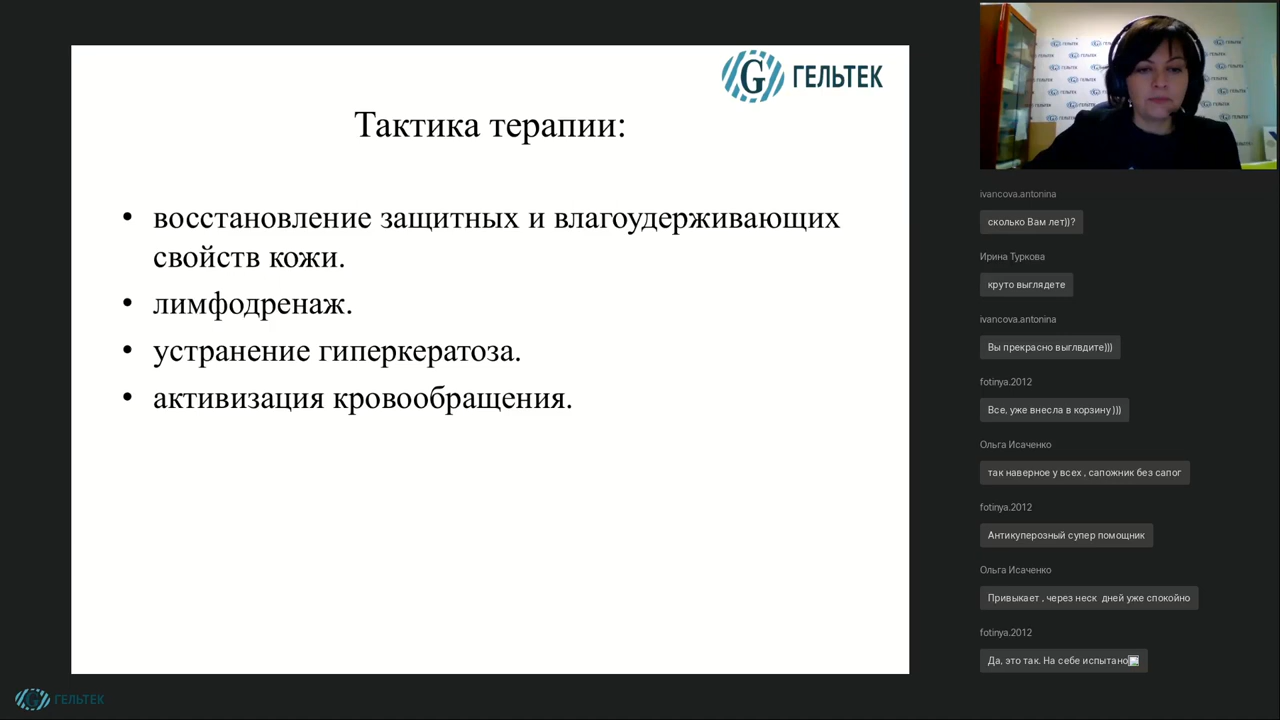 ГЕЛЬТЕК
Тактика терапии:
• восстановление защитных и влагоудерживающих
свойств кожи.
• лимфодренаж.
• устранение гиперкератоза.
• активизация кровообращения.
ivancova.antonina
сколько Вам лет))?
Ирина Туркова
круто выглядете
ivancova.antonina
Вы прекрасно выглвдите)))
fotinya.2012
Все, уже внесла в корзину )))
Ольга Исаченко
так наверное у всех , сапожник без сапог
fotinya.2012
Антикуперозный супер помощник
Ольга Исаченко
Привыкает , через неск дней уже спокойно
fotinya.2012
Да, это так. На себе испытано
ГЕЛЬТЕК